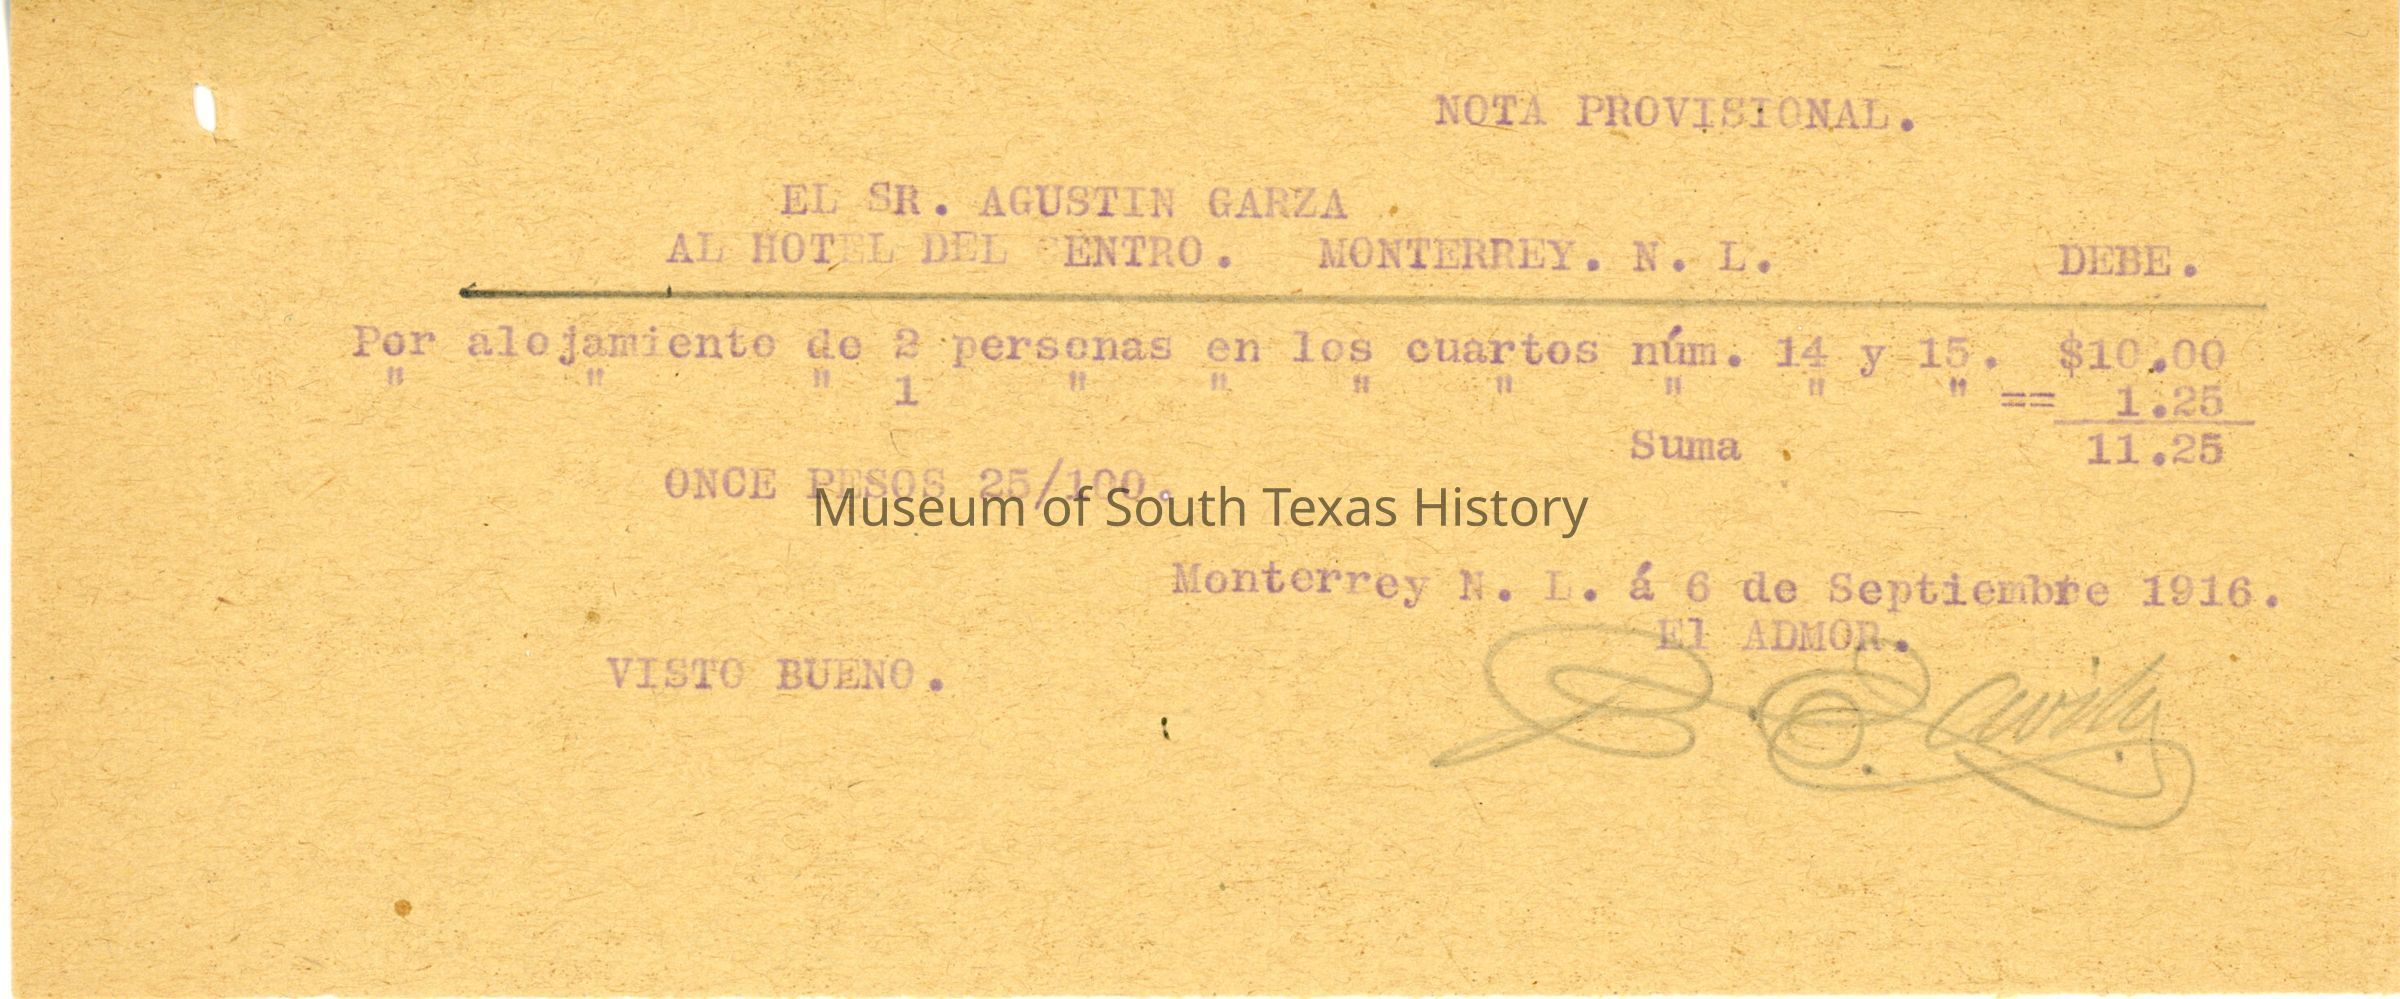 NOTA PROVISIONAL.
EL SR. AGUSTIN GARZA
AL HOTEL DEL ENTRO. MONTERREY. N. L. DEBE.
Por alojamiento de 2 personas en los cuartos núm. 14 y 15. $10.00
" " " 1 " " " " " " " == 1.25
Suma 11.25
ONCE PESOS 25/100.
Museum of South Texas History
Monterrey N. L. á 6 de Septiembre 1916.
El ADMOR.
VISTO BUENO.